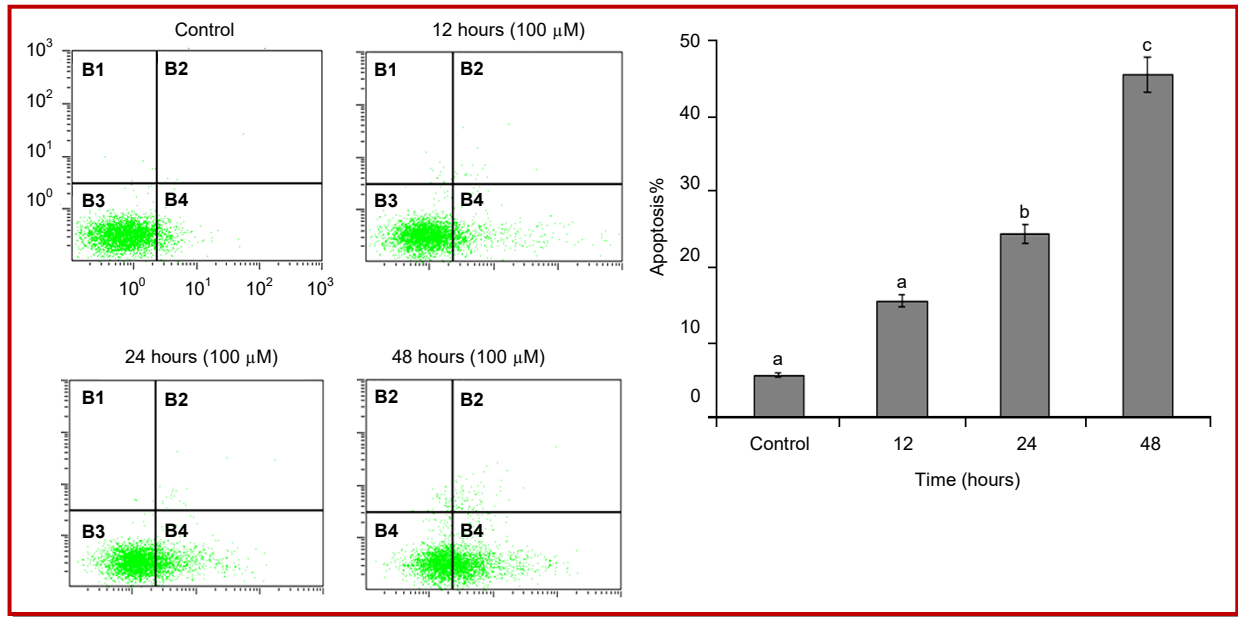 Control
10³
10²
10¹
10⁰
B1
B2
B3
B4
10⁰ 10¹ 10² 10³
12 hours (100 μM)
B1
B2
B3
B4
24 hours (100 μM)
B1
B2
B3
B4
48 hours (100 μM)
B2
B2
B4
B4
Apoptosis%
50
40
30
20
10
0
a
a
b
c
Control 12 24 48
Time (hours)